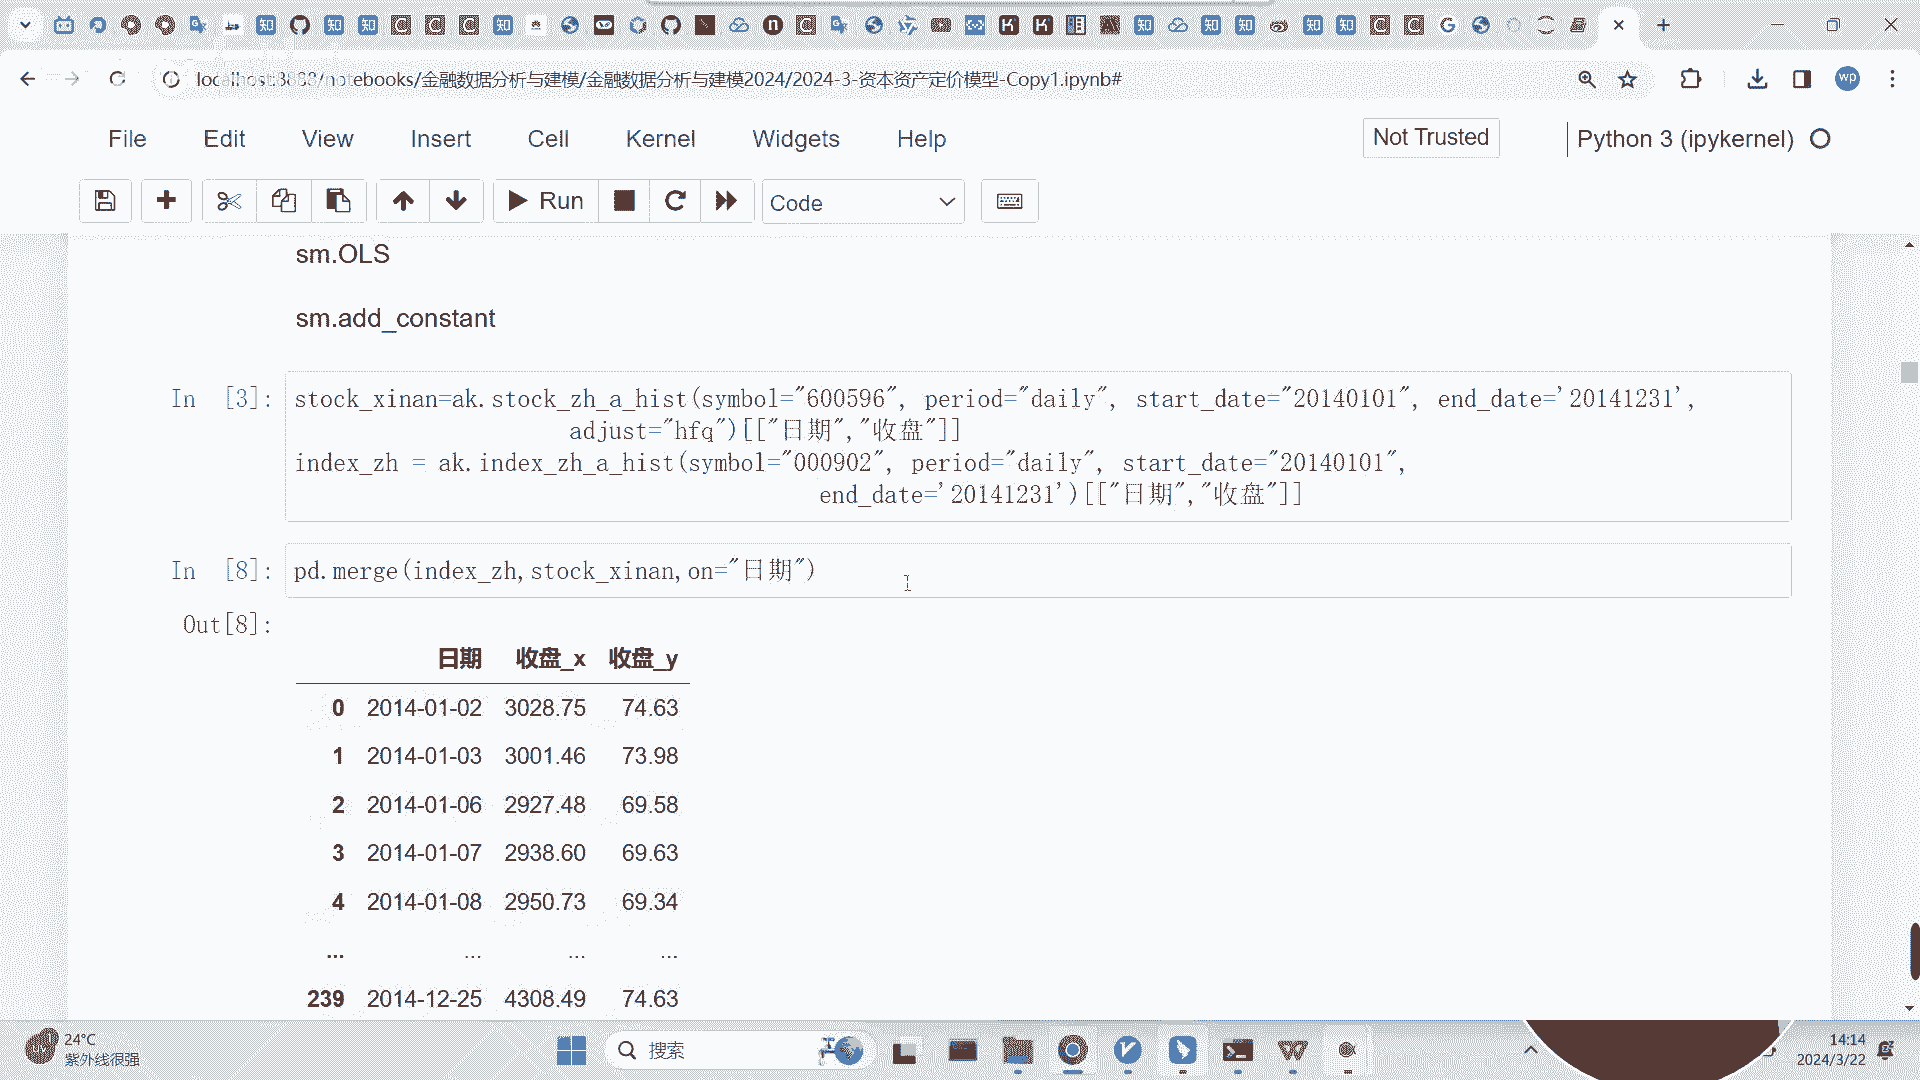 localhost:8888/notebooks/金融数据分析与建模/金融数据分析与建模2024/2024-3-资本资产定价模型-Copy1.ipynb#
wp
File Edit View Insert Cell Kernel Widgets Help
Not Trusted
Python 3 (ipykernel)
Run
Code
sm.OLS
sm.add_constant
In [3]:
stock_xinan=ak.stock_zh_a_hist(symbol="600596", period="daily", start_date="20140101", end_date='20141231',
adjust="hfq")[["日期","收盘"]]
index_zh = ak.index_zh_a_hist(symbol="000902", period="daily", start_date="20140101",
end_date='20141231')[["日期","收盘"]]
In [8]:
pd.merge(index_zh,stock_xinan,on="日期")
Out[8]:
日期 收盘_x 收盘_y
0 2014-01-02 3028.75 74.63
1 2014-01-03 3001.46 73.98
2 2014-01-06 2927.48 69.58
3 2014-01-07 2938.60 69.63
4 2014-01-08 2950.73 69.34
... ... ... ...
239 2014-12-25 4308.49 74.63
24°C
紫外线很强
搜索
14:14
2024/3/22